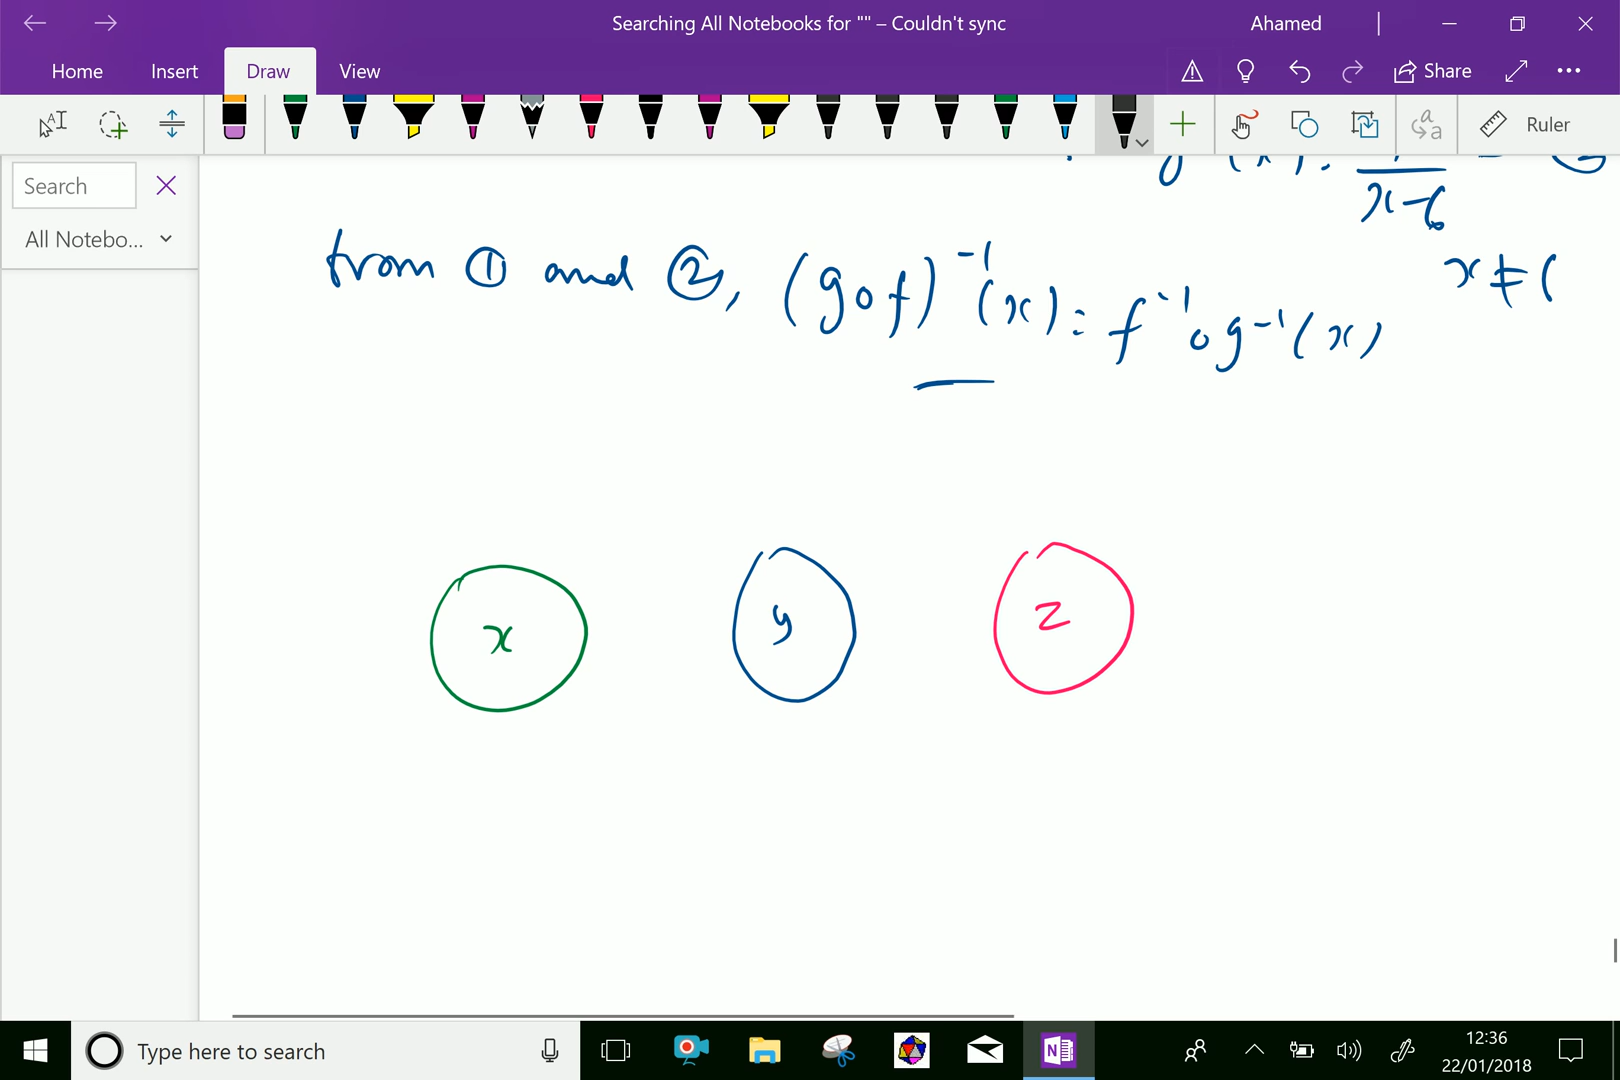 Searching All Notebooks for "" – Couldn't sync
Ahamed
Home Insert Draw View
Share
Ruler
Search
All Notebo...
x-6
from ① and ②, (gof)⁻¹(x) = f⁻¹og⁻¹(x)
x ≠
x y z
Type here to search
12:36
22/01/2018